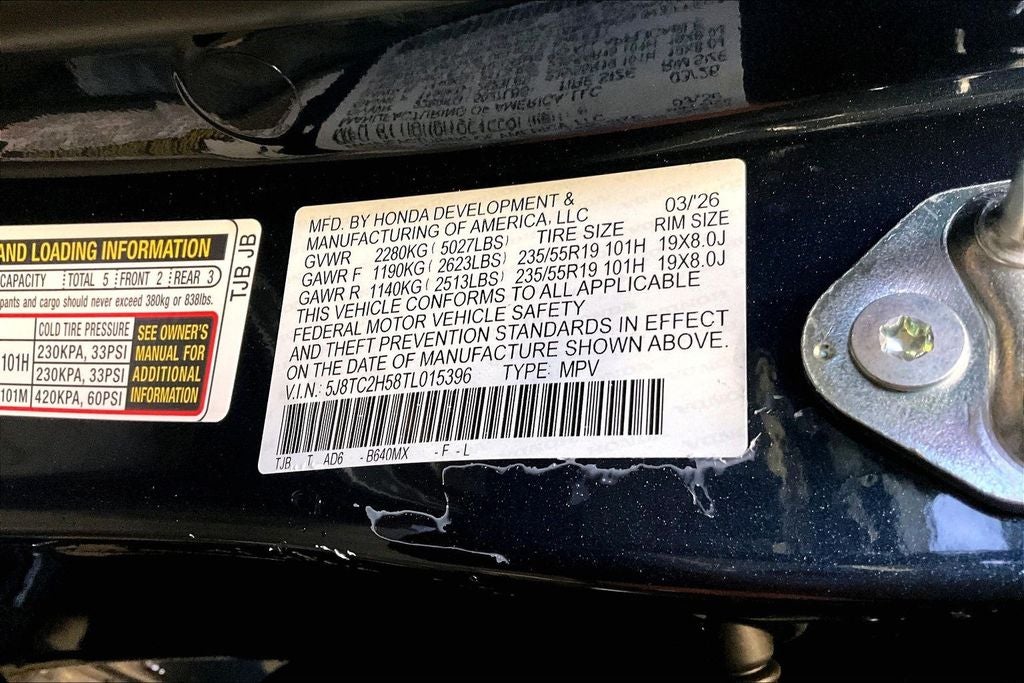 AND LOADING INFORMATION
CAPACITY TOTAL 5 FRONT 2 REAR 3
pants and cargo should never exceed 380kg or 838lbs.
COLD TIRE PRESSURE
101H 230KPA, 33PSI
230KPA, 33PSI
101M 420KPA, 60PSI
SEE OWNER'S
MANUAL FOR
ADDITIONAL
INFORMATION
TJB JB
MFD. BY HONDA DEVELOPMENT & 03/'26
MANUFACTURING OF AMERICA, LLC
GVWR 2280KG (5027LBS) TIRE SIZE RIM SIZE
GAWR F 1190KG (2623LBS) 235/55R19 101H 19X8.0J
GAWR R 1140KG (2513LBS) 235/55R19 101H 19X8.0J
THIS VEHICLE CONFORMS TO ALL APPLICABLE
FEDERAL MOTOR VEHICLE SAFETY
AND THEFT PREVENTION STANDARDS IN EFFECT
ON THE DATE OF MANUFACTURE SHOWN ABOVE.
V.I.N.: 5J8TC2H58TL015396 TYPE: MPV
TJB T AD6 -B640MX -F-L